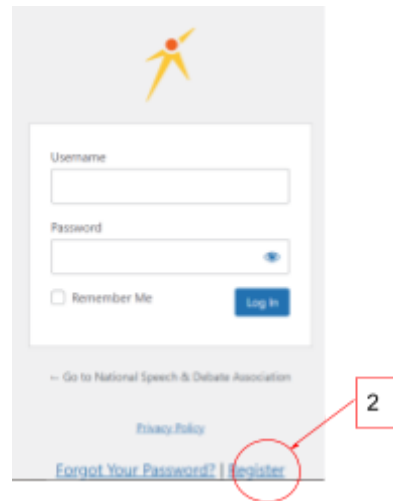 Username
Password
Remember Me
Log In
← Go to National Speech & Debate Association
Privacy Policy
Forgot Your Password? | Register
2